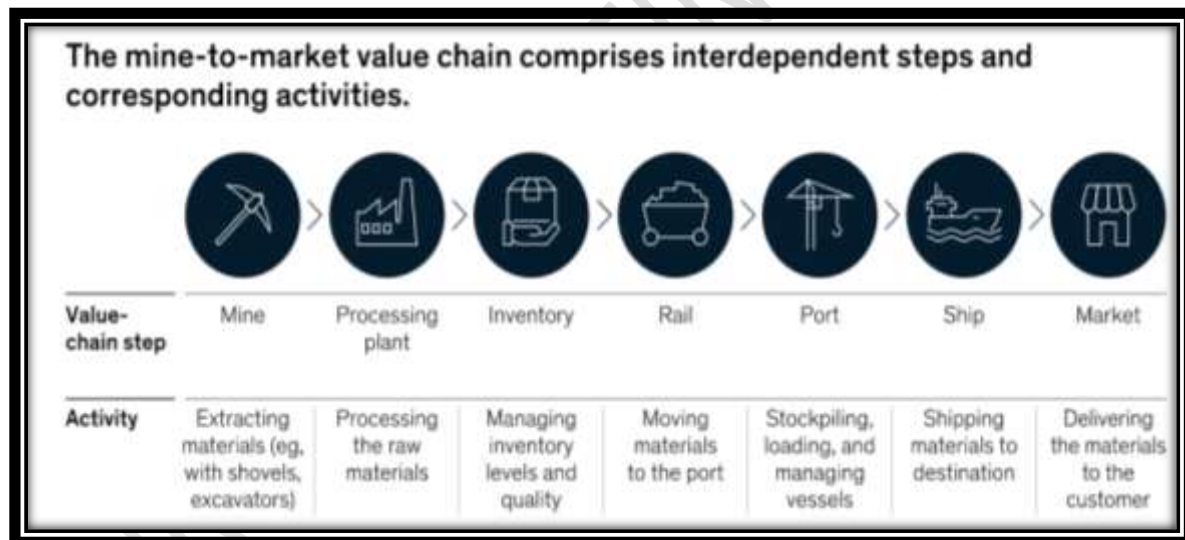 The mine-to-market value chain comprises interdependent steps and
corresponding activities.
Value-
chain step
Mine
Processing
plant
Inventory
Rail
Port
Ship
Market
Activity
Extracting
materials (eg,
with shovels,
excavators)
Processing
the raw
materials
Managing
inventory
levels and
quality
Moving
materials
to the port
Stockpiling,
loading, and
managing
vessels
Shipping
materials to
destination
Delivering
the materials
to the
customer